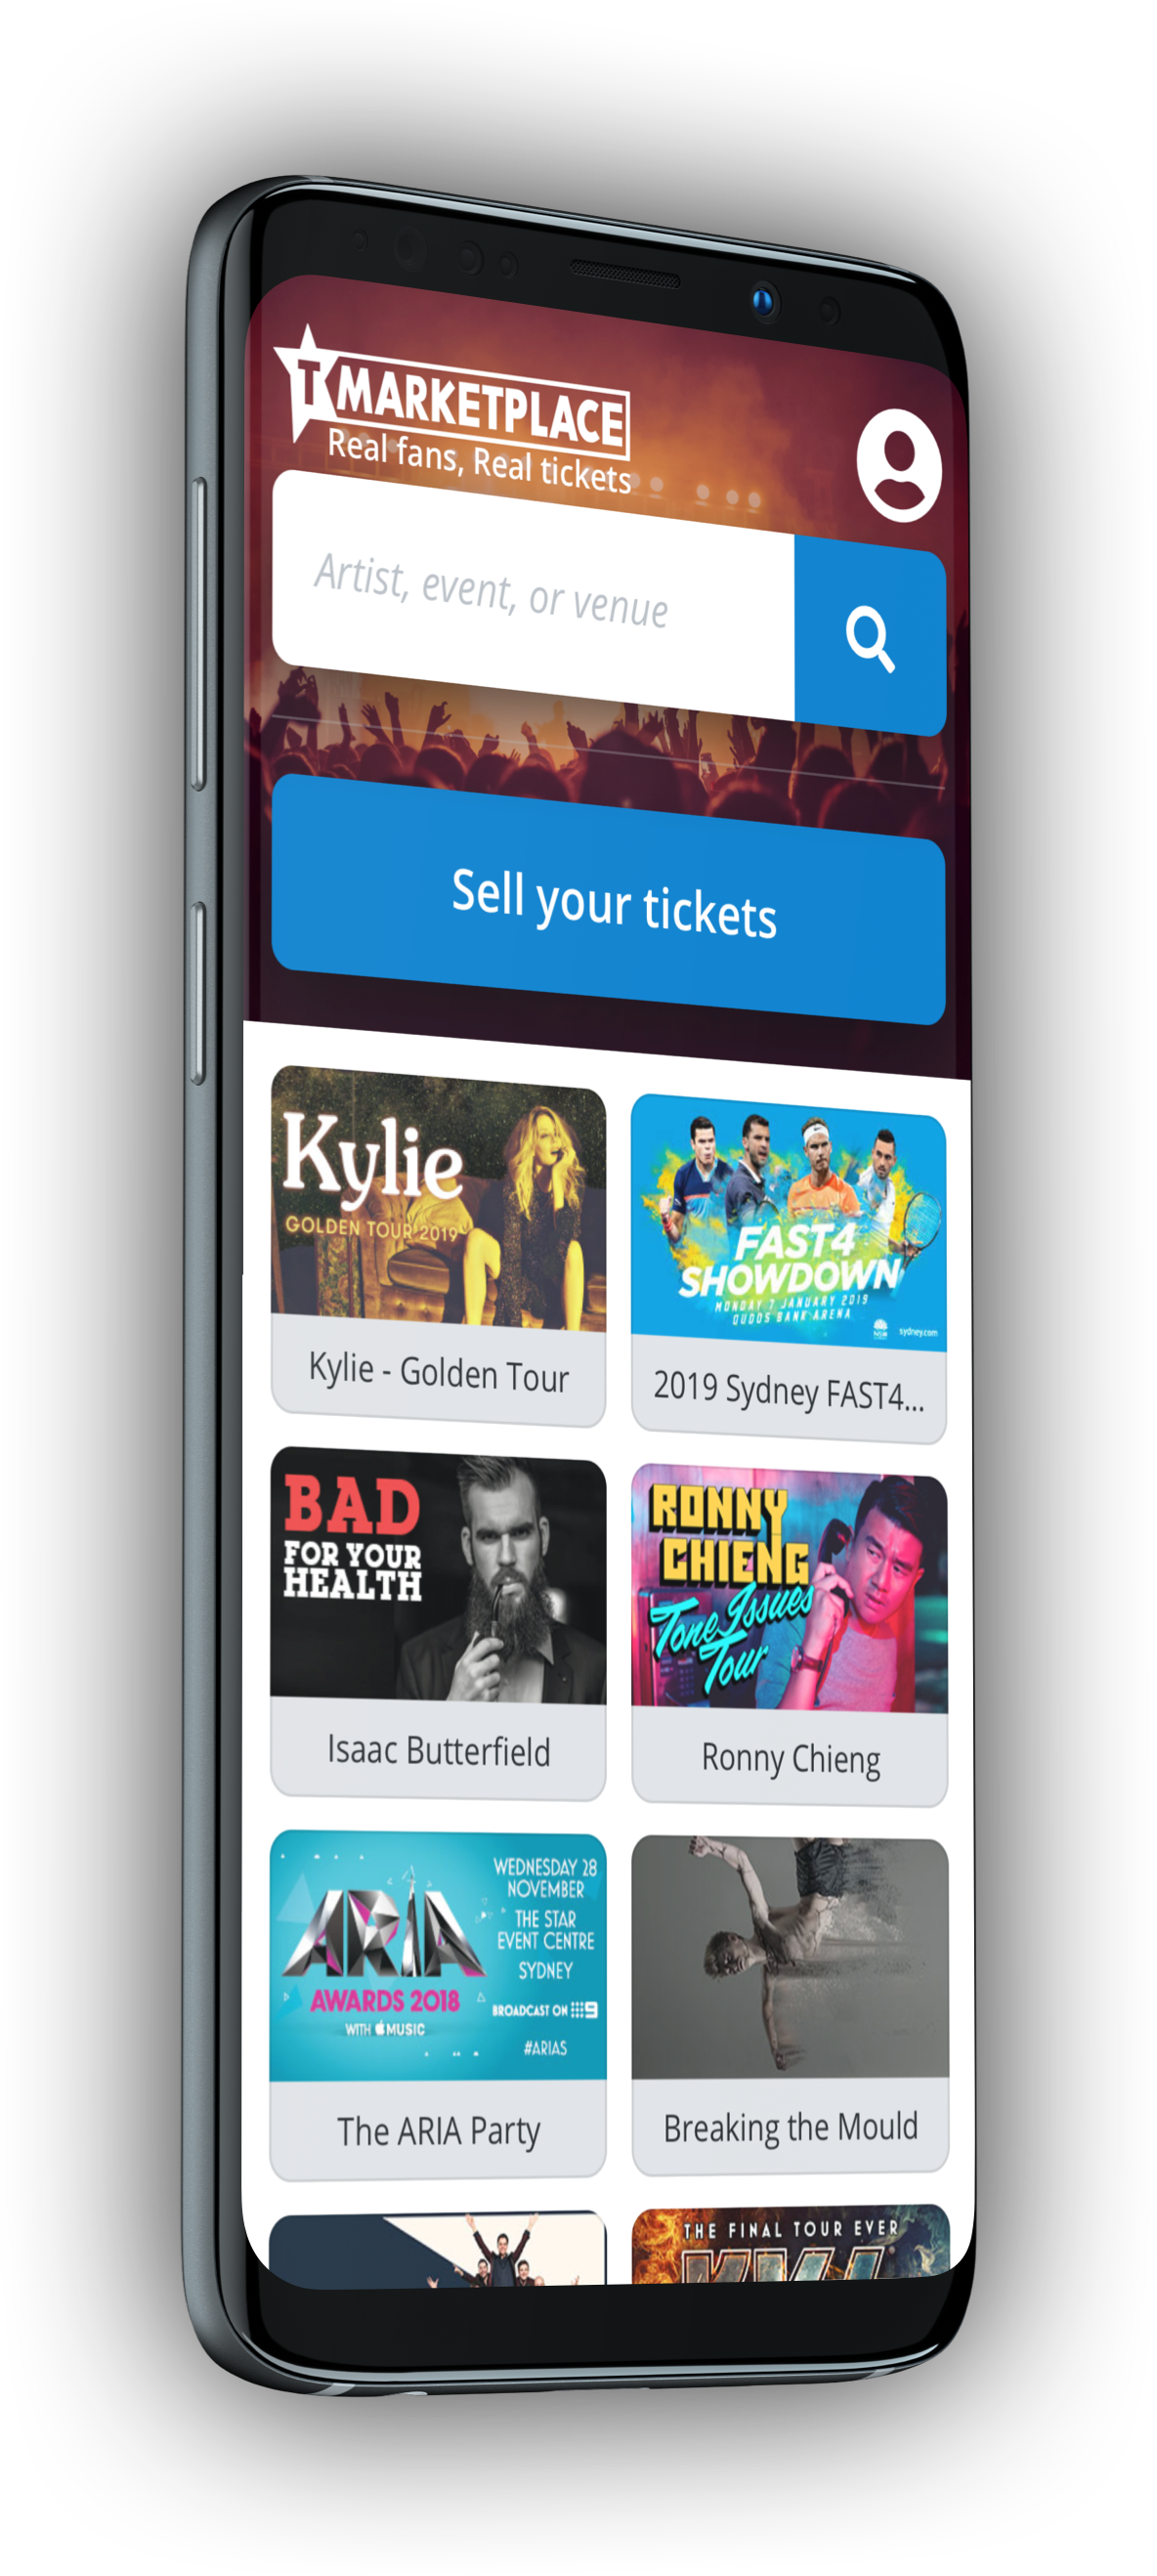 T MARKETPLACE
Real fans, Real tickets
Artist, event, or venue
Sell your tickets
Kylie
GOLDEN TOUR 2019
Kylie - Golden Tour
FAST4
SHOWDOWN
MONDAY 7 JANUARY 2019
QUDOS BANK ARENA
NSW
sydney.com
2019 Sydney FAST4...
BAD
FOR YOUR
HEALTH
Isaac Butterfield
RONNY
CHIENG
Tone Issues
Tour
Ronny Chieng
ARIA
AWARDS 2018
WITH MUSIC
WEDNESDAY 28
NOVEMBER
THE STAR
EVENT CENTRE
SYDNEY
BROADCAST ON 9
#ARIAS
The ARIA Party
Breaking the Mould
THE FINAL TOUR EVER